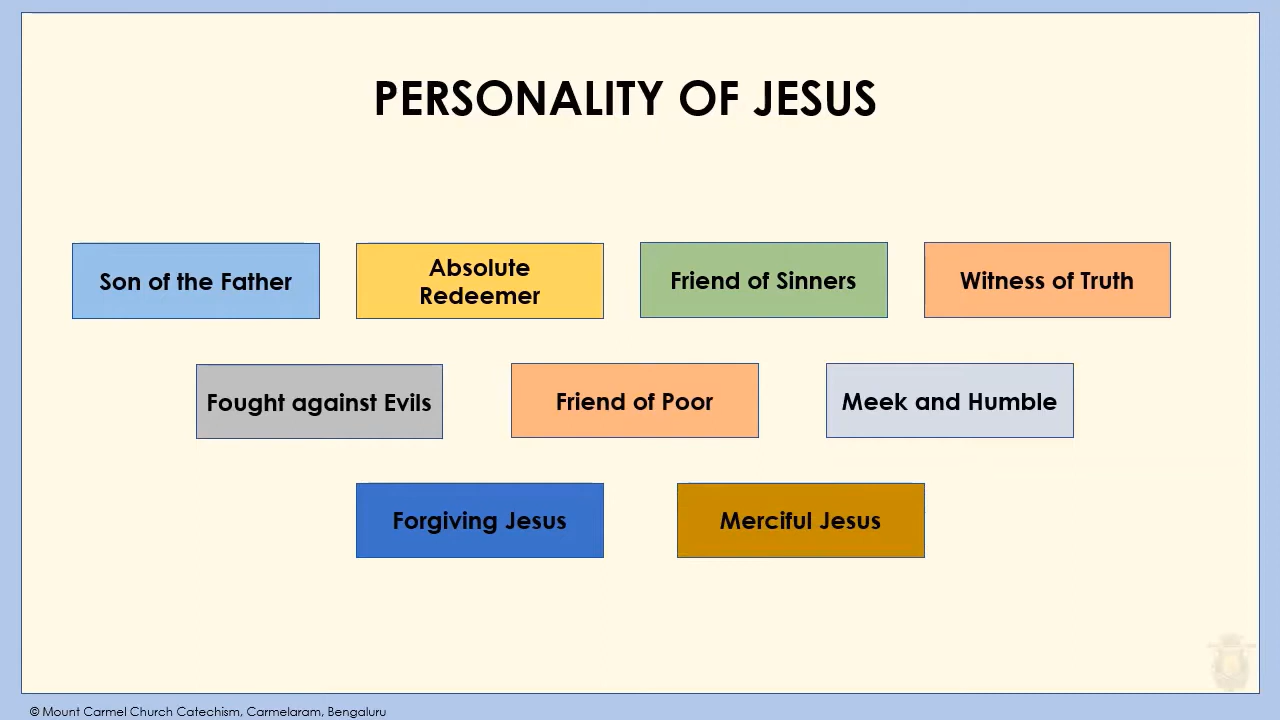 PERSONALITY OF JESUS
Son of the Father
Absolute
Redeemer
Friend of Sinners
Witness of Truth
Fought against Evils
Friend of Poor
Meek and Humble
Forgiving Jesus
Merciful Jesus
© Mount Carmel Church Catechism, Carmelaram, Bengaluru